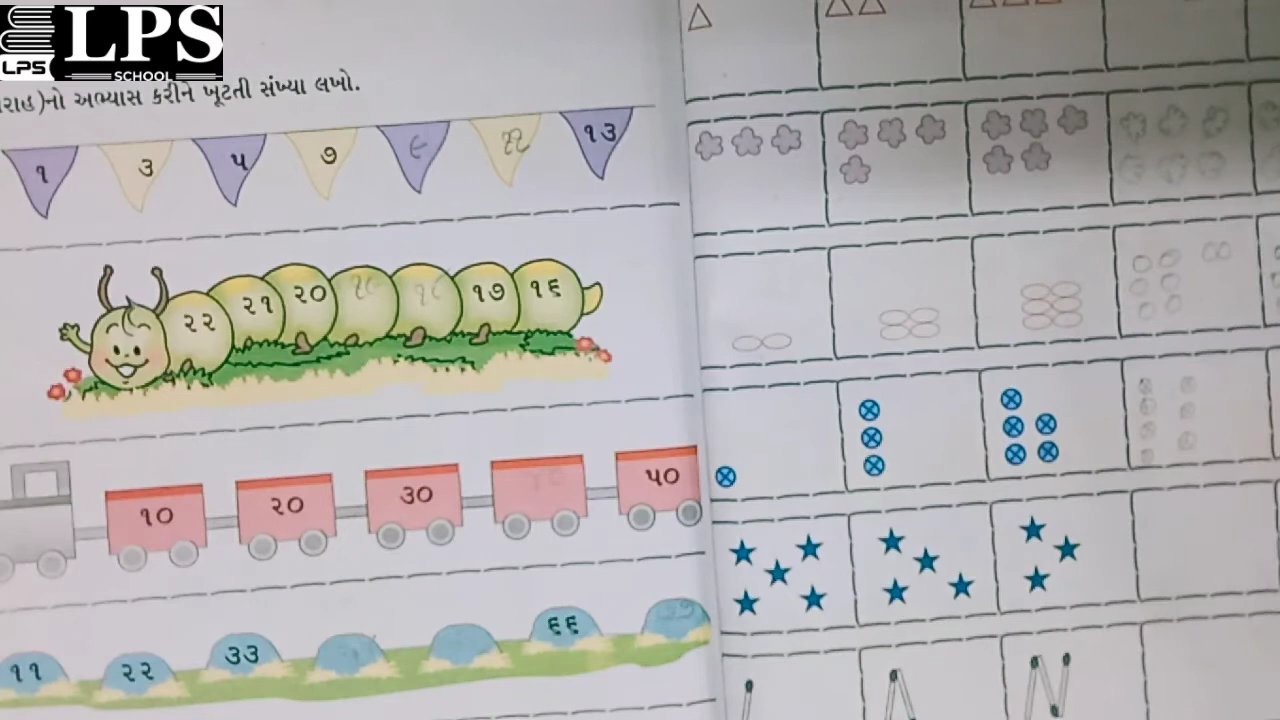 LPS
LPS
SCHOOL
રાહ)નો અભ્યાસ કરીને ખૂટતી સંખ્યા લખો.
૧ ૩ ૫ ૭ ૯ ૧૩
૨૨ ૨૧ ૨૦ ૧૭ ૧૬
૧૦ ૨૦ ૩૦ ૫૦
૧૧ ૨૨ ૩૩ ૬૬